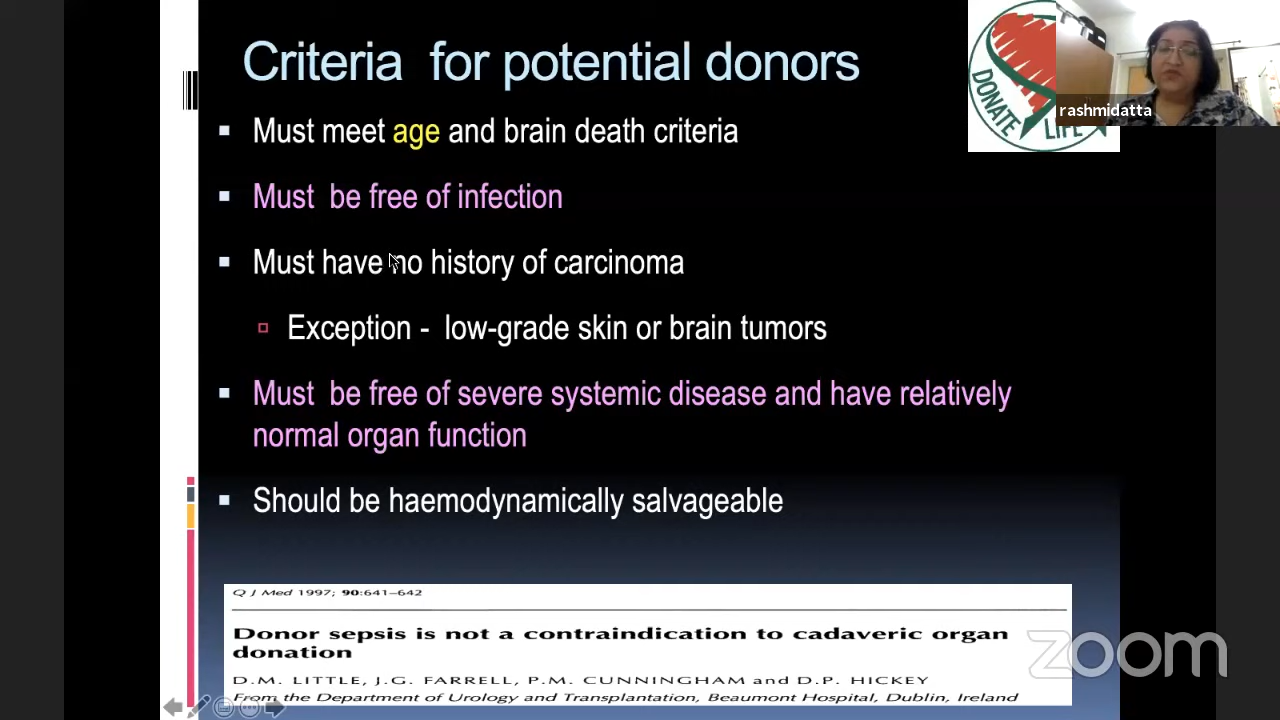 Criteria for potential donors
Must meet age and brain death criteria
Must be free of infection
Must have no history of carcinoma
Exception - low-grade skin or brain tumors
Must be free of severe systemic disease and have relatively
normal organ function
Should be haemodynamically salvageable
DONATE
LIFE
rashmidatta
Q J Med 1997; 90:641–642
Donor sepsis is not a contraindication to cadaveric organ
donation
D.M. LITTLE, J.G. FARRELL, P.M. CUNNINGHAM and D.P. HICKEY
From the Department of Urology and Transplantation, Beaumont Hospital, Dublin, Ireland
zoom